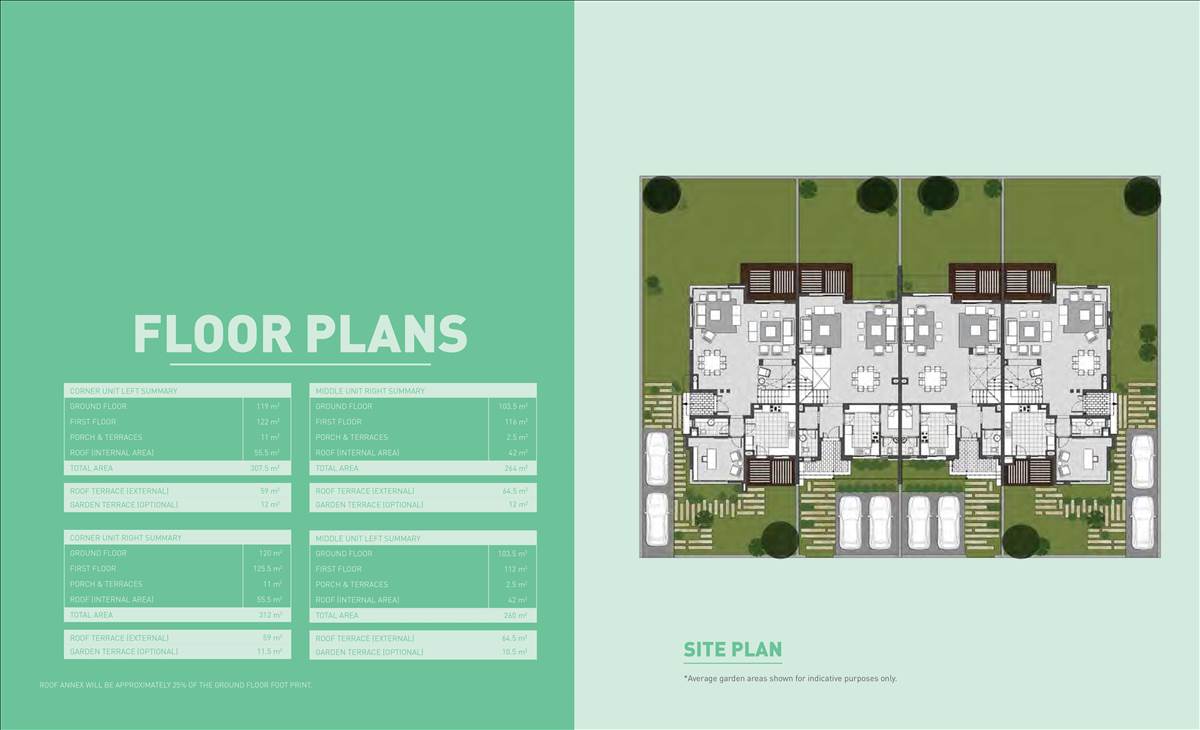 FLOOR PLANS
CORNER UNIT LEFT SUMMARY
GROUND FLOOR 119 m²
FIRST FLOOR 122 m²
PORCH & TERRACES 11 m²
ROOF (INTERNAL AREA) 55.5 m²
TOTAL AREA 307.5 m²
ROOF TERRACE (EXTERNAL) 59 m²
GARDEN TERRACE (OPTIONAL) 12 m²
MIDDLE UNIT RIGHT SUMMARY
GROUND FLOOR 103.5 m²
FIRST FLOOR 116 m²
PORCH & TERRACES 2.5 m²
ROOF (INTERNAL AREA) 42 m²
TOTAL AREA 264 m²
ROOF TERRACE (EXTERNAL) 64.5 m²
GARDEN TERRACE (OPTIONAL) 12 m²
CORNER UNIT RIGHT SUMMARY
GROUND FLOOR 120 m²
FIRST FLOOR 125.5 m²
PORCH & TERRACES 11 m²
ROOF (INTERNAL AREA) 55.5 m²
TOTAL AREA 312 m²
ROOF TERRACE (EXTERNAL) 59 m²
GARDEN TERRACE (OPTIONAL) 11.5 m²
MIDDLE UNIT LEFT SUMMARY
GROUND FLOOR 103.5 m²
FIRST FLOOR 112 m²
PORCH & TERRACES 2.5 m²
ROOF (INTERNAL AREA) 42 m²
TOTAL AREA 260 m²
ROOF TERRACE (EXTERNAL) 64.5 m²
GARDEN TERRACE (OPTIONAL) 10.5 m²
ROOF ANNEX WILL BE APPROXIMATELY 35% OF THE GROUND FLOOR FOOT PRINT.
SITE PLAN
*Average garden areas shown for indicative purposes only.